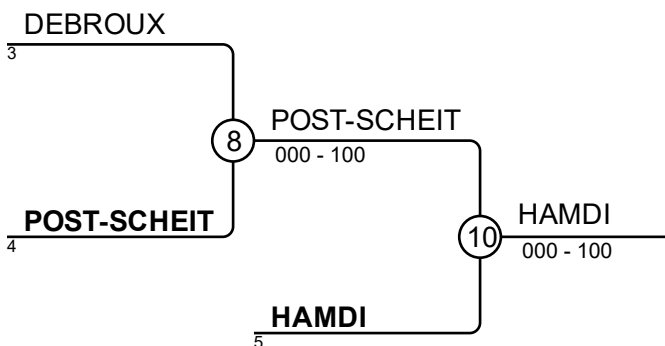 DEBROUX
3
8
POST-SCHEIT
000 - 100
POST-SCHEIT
4
10
HAMDI
000 - 100
HAMDI
5